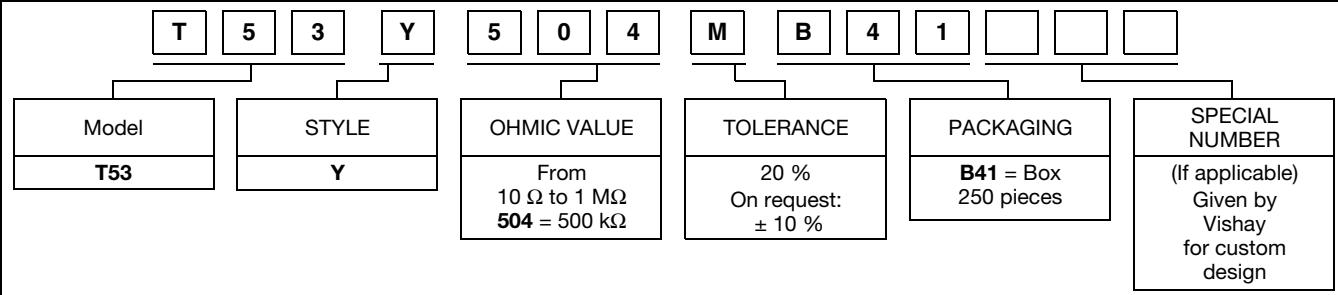 T 5 3 Y 5 0 4 M B 4 1
Model
T53
STYLE
Y
OHMIC VALUE
From
10 Ω to 1 MΩ
504 = 500 kΩ
TOLERANCE
20 %
On request:
± 10 %
PACKAGING
B41 = Box
250 pieces
SPECIAL
NUMBER
(If applicable)
Given by
Vishay
for custom
design